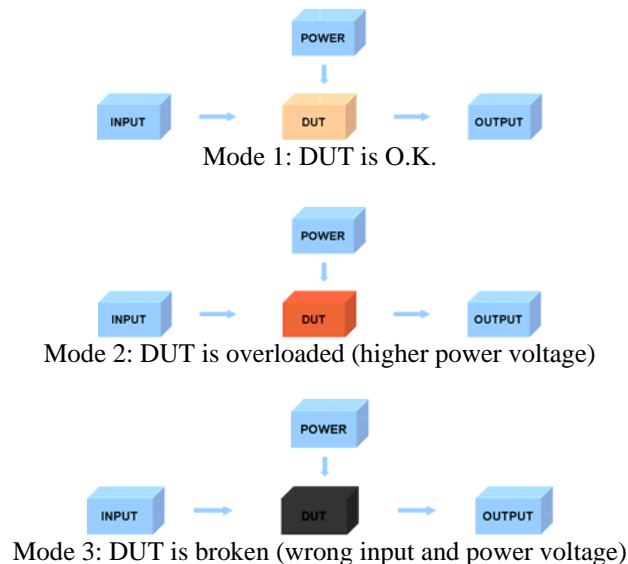 POWER
INPUT DUT OUTPUT
Mode 1: DUT is O.K.
POWER
INPUT DUT OUTPUT
Mode 2: DUT is overloaded (higher power voltage)
POWER
INPUT DUT OUTPUT
Mode 3: DUT is broken (wrong input and power voltage)